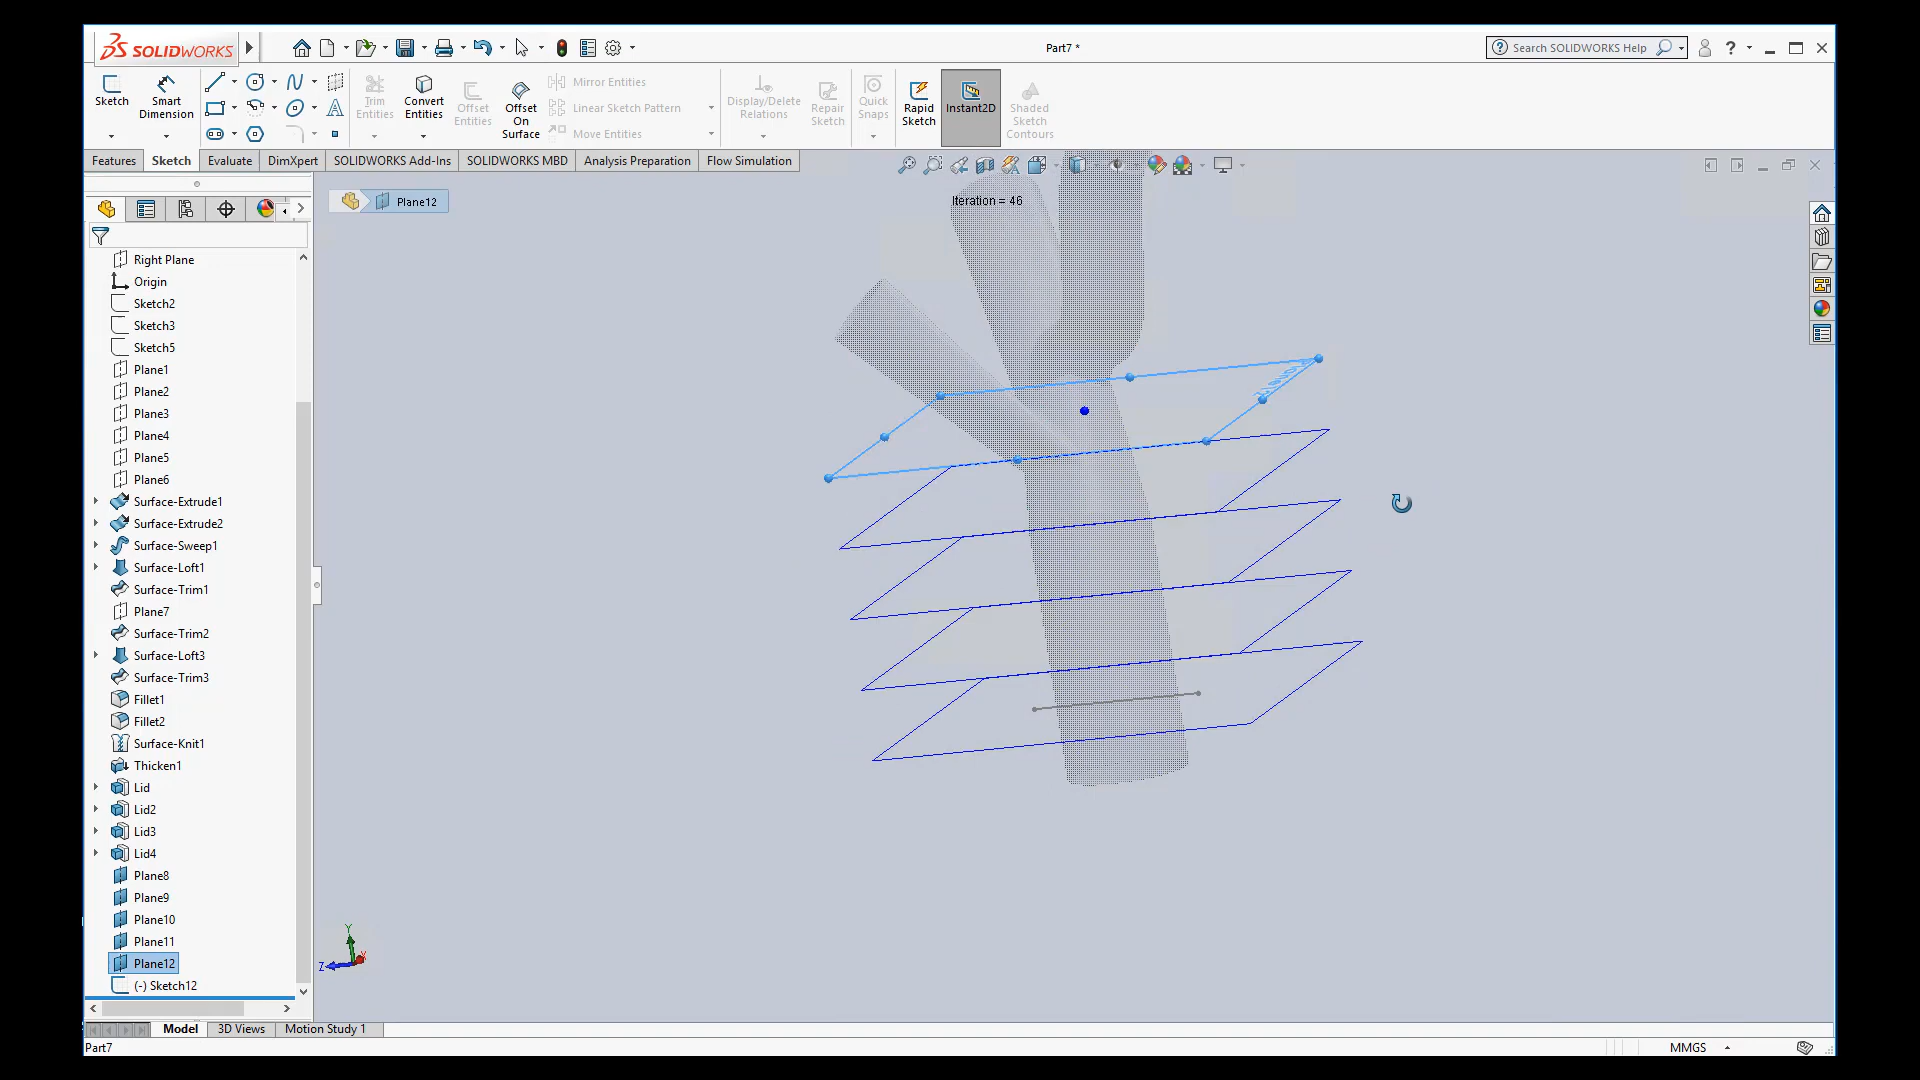 SOLIDWORKS
Part7 *
Search SOLIDWORKS Help
Sketch
Smart Dimension
Trim Entities
Convert Entities
Offset Entities
Offset On Surface
Mirror Entities
Linear Sketch Pattern
Move Entities
Display/Delete Relations
Repair Sketch
Quick Snaps
Rapid Sketch
Instant2D
Shaded Sketch Contours
Features
Sketch
Evaluate
DimXpert
SOLIDWORKS Add-Ins
SOLIDWORKS MBD
Analysis Preparation
Flow Simulation
Plane12
Iteration = 46
Right Plane
Origin
Sketch2
Sketch3
Sketch5
Plane1
Plane2
Plane3
Plane4
Plane5
Plane6
Surface-Extrude1
Surface-Extrude2
Surface-Sweep1
Surface-Loft1
Surface-Trim1
Plane7
Surface-Trim2
Surface-Loft3
Surface-Trim3
Fillet1
Fillet2
Surface-Knit1
Thicken1
Lid
Lid2
Lid3
Lid4
Plane8
Plane9
Plane10
Plane11
Plane12
(-) Sketch12
Y
Z
X
Model
3D Views
Motion Study 1
Part7
MMGS